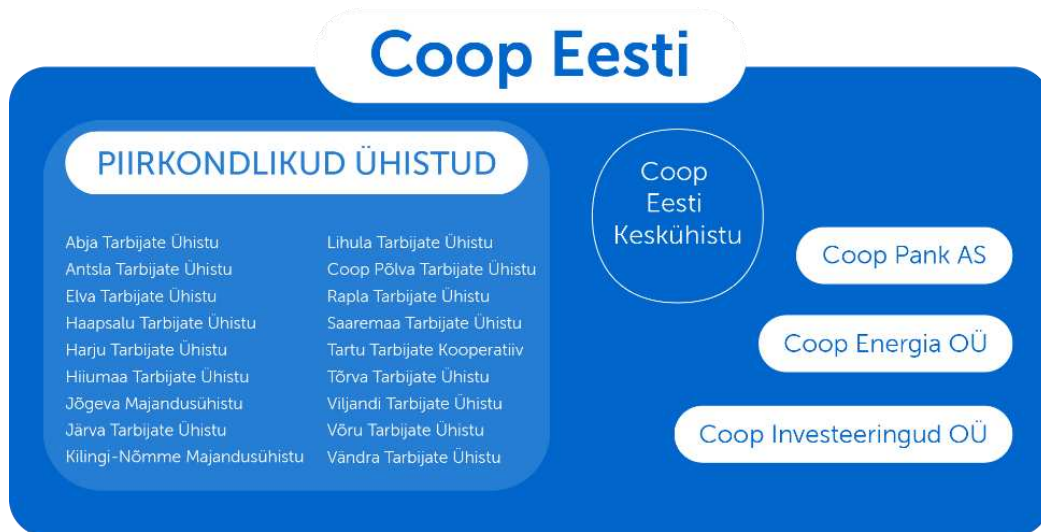 Coop Eesti
PIIRKONDLIKUD ÜHISTUD
Abja Tarbijate Ühistu
Antsla Tarbijate Ühistu
Elva Tarbijate Ühistu
Haapsalu Tarbijate Ühistu
Harju Tarbijate Ühistu
Hiiumaa Tarbijate Ühistu
Jõgeva Majandusühistu
Järva Tarbijate Ühistu
Kilingi-Nõmme Majandusühistu
Lihula Tarbijate Ühistu
Coop Põlva Tarbijate Ühistu
Rapla Tarbijate Ühistu
Saaremaa Tarbijate Ühistu
Tartu Tarbijate Kooperatiiv
Tõrva Tarbijate Ühistu
Viljandi Tarbijate Ühistu
Võru Tarbijate Ühistu
Vändra Tarbijate Ühistu
Coop
Eesti
Keskühistu
Coop Pank AS
Coop Energia OÜ
Coop Investeeringud OÜ